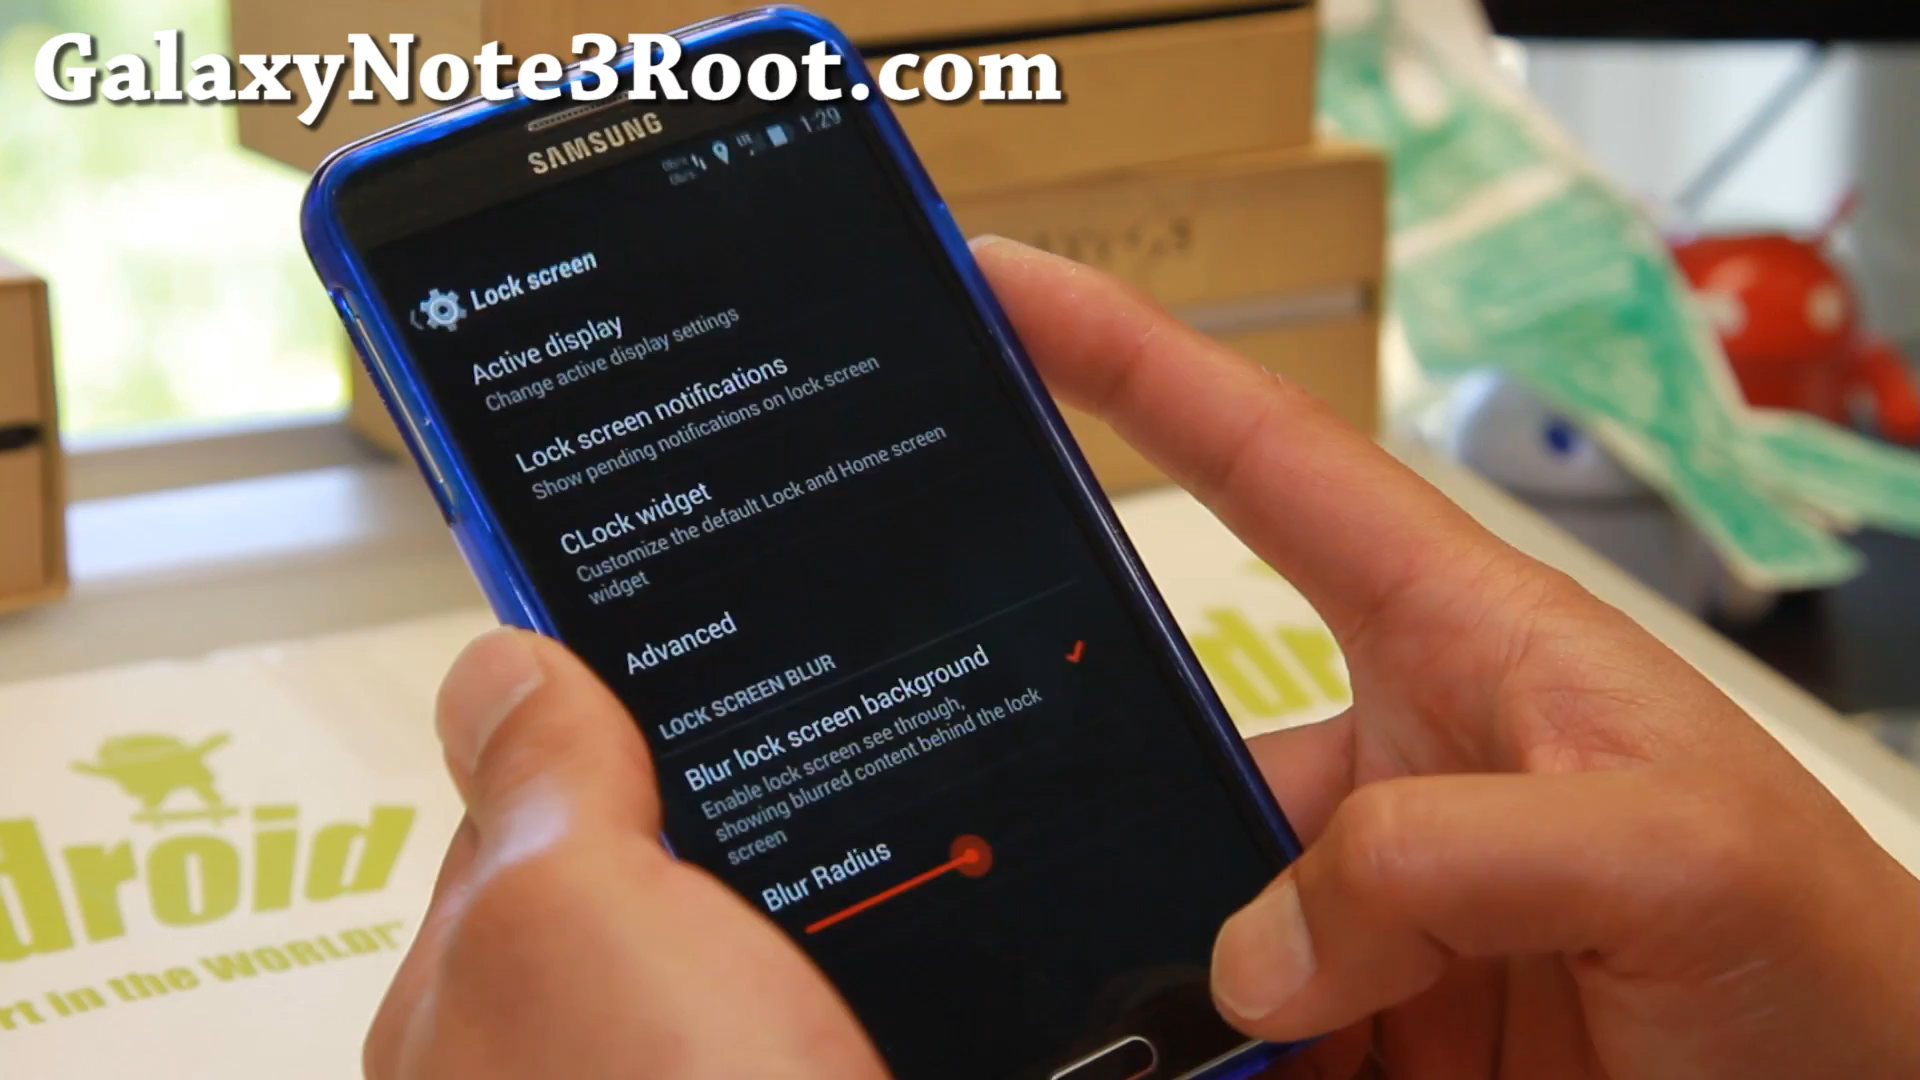 GalaxyNote3Root.com
SAMSUNG
LTE
1:29
Lock screen
Active display
Change active display settings
Lock screen notifications
Show pending notifications on lock screen
CLock widget
Customize the default Lock and Home screen
widget
Advanced
LOCK SCREEN BLUR
Blur lock screen background
Enable lock screen see through,
showing blurred content behind the lock
screen
Blur Radius
droid
rt in the WORLD!